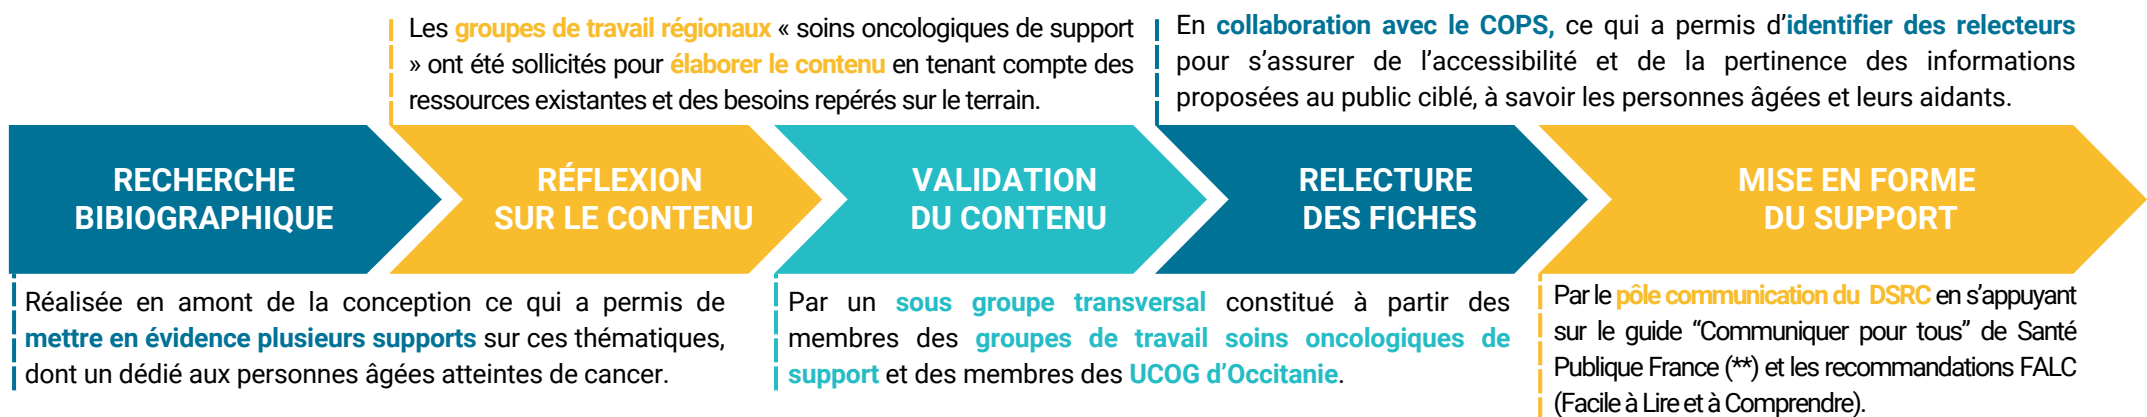 Les groupes de travail régionaux « soins oncologiques de support
» ont été sollicités pour élaborer le contenu en tenant compte des
ressources existantes et des besoins repérés sur le terrain.
En collaboration avec le COPS, ce qui a permis d'identifier des relecteurs
pour s'assurer de l'accessibilité et de la pertinence des informations
proposées au public ciblé, à savoir les personnes âgées et leurs aidants.
RECHERCHE
BIBIOGRAPHIQUE
RÉFLEXION
SUR LE CONTENU
VALIDATION
DU CONTENU
RELECTURE
DES FICHES
MISE EN FORME
DU SUPPORT
Réalisée en amont de la conception ce qui a permis de
mettre en évidence plusieurs supports sur ces thématiques,
dont un dédié aux personnes âgées atteintes de cancer.
Par un sous groupe transversal constitué à partir des
membres des groupes de travail soins oncologiques de
support et des membres des UCOG d'Occitanie.
Par le pôle communication du DSRC en s'appuyant
sur le guide "Communiquer pour tous" de Santé
Publique France (**) et les recommandations FALC
(Facile à Lire et à Comprendre).